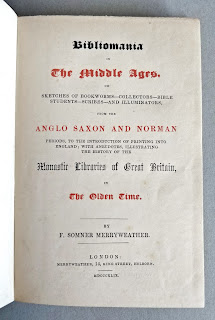 Bibliomania
IN
The Middle Ages.
OR
SKETCHES OF BOOKWORMS—COLLECTORS—BIBLE
STUDENTS—SCRIBES—AND ILLUMINATORS,
FROM THE
ANGLO SAXON AND NORMAN
PERIODS, TO THE INTRODUCTION OF PRINTING INTO
ENGLAND; WITH ANECDOTES, ILLUSTRATING
THE HISTORY OF THE
Monastic Libraries of Great Britain,
IN
The Olden Time.
BY
F. SOMNER MERRYWEATHER.
LONDON:
MERRYWEATHER, 14, KING STREET, HOLBORN,
MDCCCXLIX.